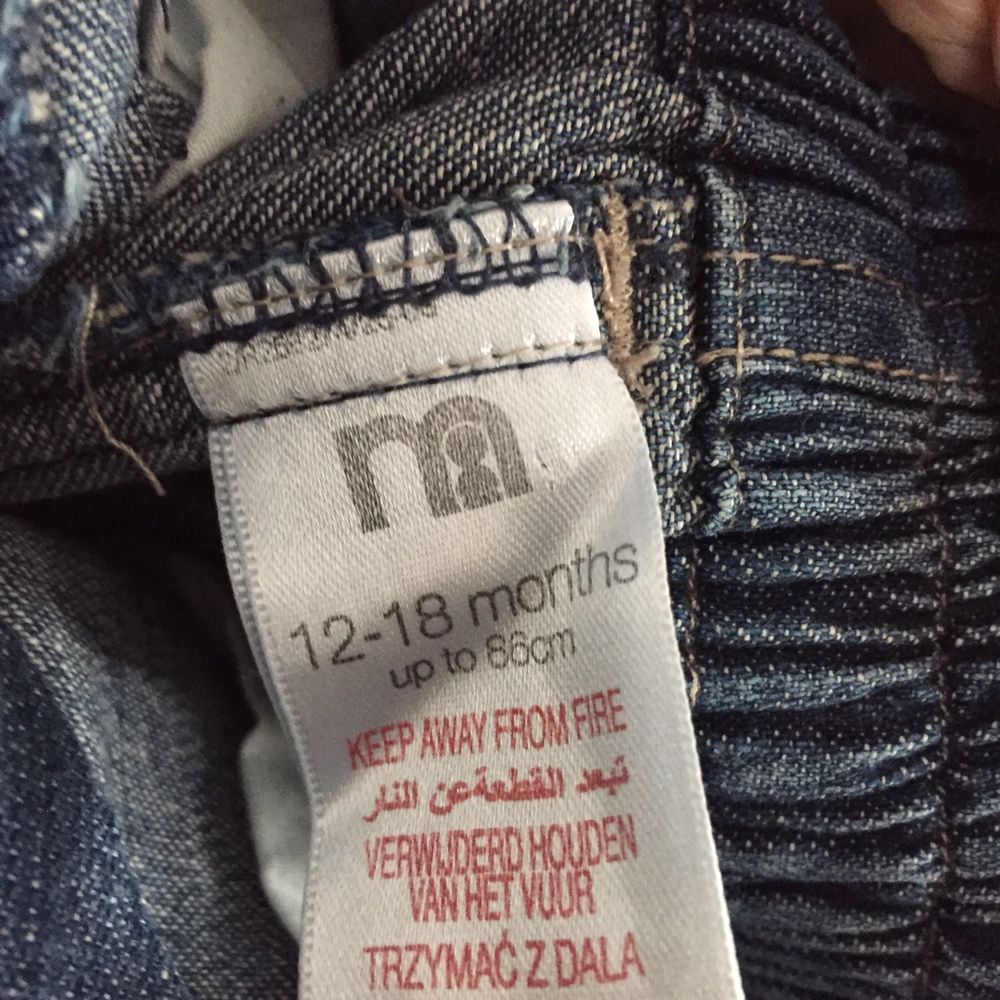 m
12-18 months
up to 86cm
KEEP AWAY FROM FIRE
تبعد القطعة عن النار
VERWIJDERD HOUDEN
VAN HET VUUR
TRZYMAĆ Z DALA